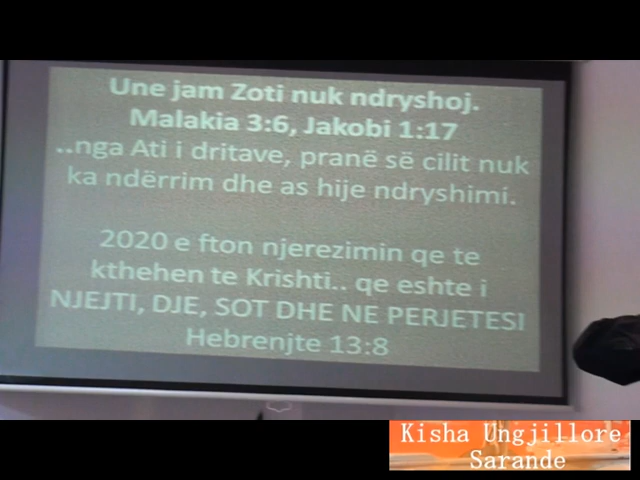 Une jam Zoti nuk ndryshoj.
Malakia 3:6, Jakobi 1:17
..nga Ati i dritave, pranë së cilit nuk
ka ndërrim dhe as hije ndryshimi.
2020 e fton njerezimin qe te
kthehen te Krishti.. qe eshte i
NJEJTI, DJE, SOT DHE NE PERJETESI
Hebrenjte 13:8
Kisha Ungjillore
Sarande